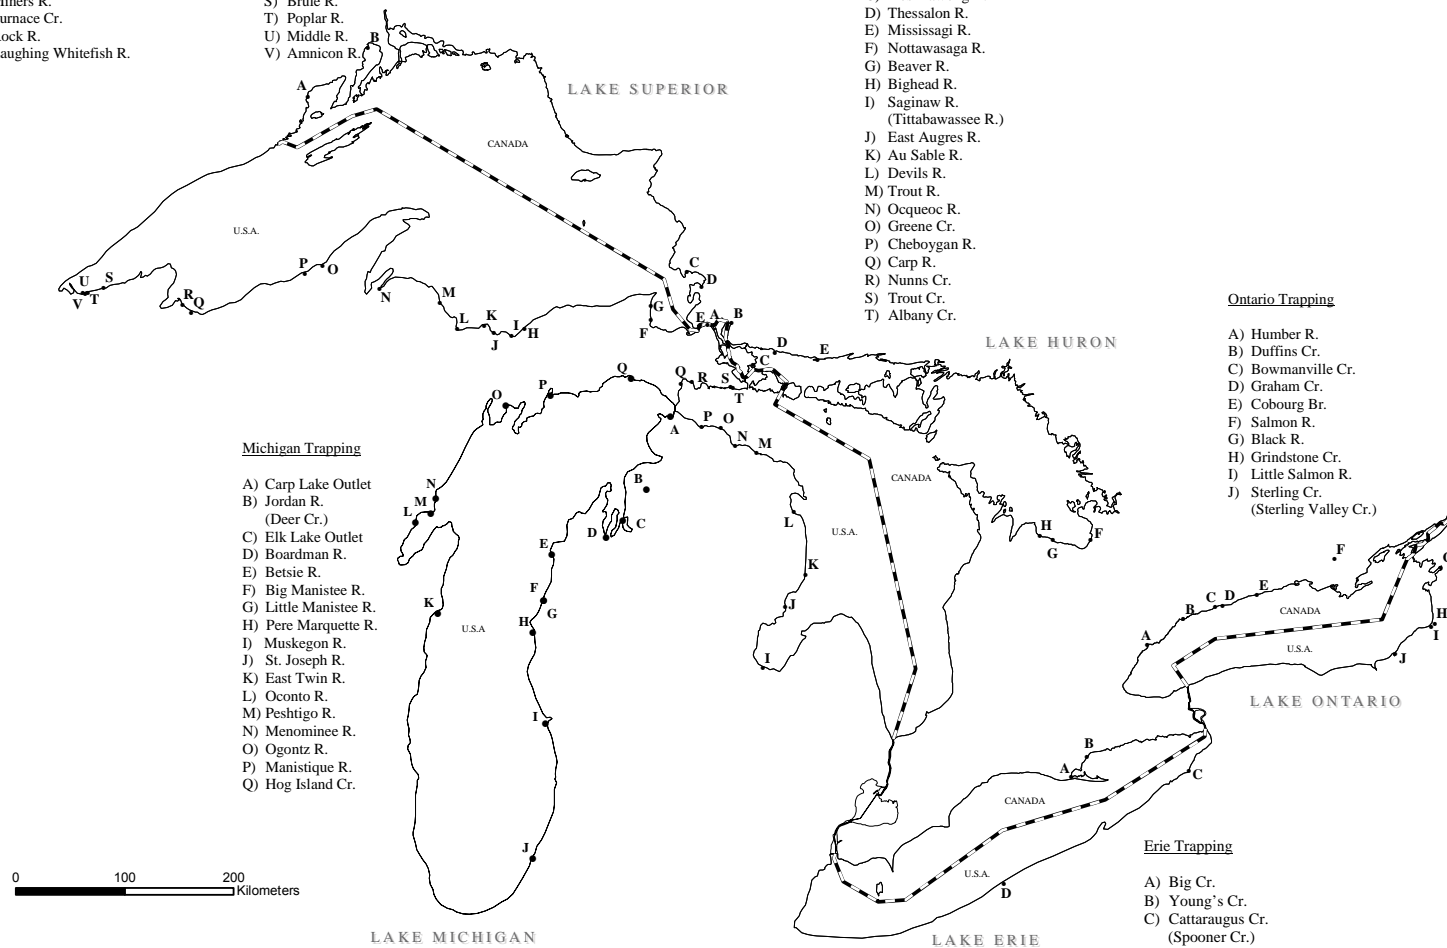 Furnace Cr.
Rock R.
Laughing Whitefish R.
S) Brule R.
T) Poplar R.
U) Middle R.
V) Amnicon R.
D) Thessalon R.
E) Mississagi R.
F) Nottawasaga R.
G) Beaver R.
H) Bighead R.
I) Saginaw R.
(Tittabawassee R.)
J) East Augres R.
K) Au Sable R.
L) Devils R.
M) Trout R.
N) Ocqueoc R.
O) Greene Cr.
P) Cheboygan R.
Q) Carp R.
R) Nunns Cr.
S) Trout Cr.
T) Albany Cr.
LAKE SUPERIOR
B
A
CANADA
U.S.A.
U
S
V
T
R
Q
P
O
N
M
L
K
J
I
H
G
F
C
D
E
A
B
LAKE HURON
D
E
C
Q
R
S
T
P
O
N
M
L
K
J
I
H
G
F
CANADA
U.S.A.
Michigan Trapping
A) Carp Lake Outlet
B) Jordan R.
(Deer Cr.)
C) Elk Lake Outlet
D) Boardman R.
E) Betsie R.
F) Big Manistee R.
G) Little Manistee R.
H) Pere Marquette R.
I) Muskegon R.
J) St. Joseph R.
K) East Twin R.
L) Oconto R.
M) Peshtigo R.
N) Menominee R.
O) Ogontz R.
P) Manistique R.
Q) Hog Island Cr.
Q
P
O
A
N
M
L
B
C
D
E
F
G
H
K
U.S.A
I
J
LAKE MICHIGAN
0 100 200
Kilometers
Ontario Trapping
A) Humber R.
B) Duffins Cr.
C) Bowmanville Cr.
D) Graham Cr.
E) Cobourg Br.
F) Salmon R.
G) Black R.
H) Grindstone Cr.
I) Little Salmon R.
J) Sterling Cr.
(Sterling Valley Cr.)
F
E
C D
B
A
CANADA
U.S.A.
H
I
J
LAKE ONTARIO
B
A
C
CANADA
U.S.A.
D
LAKE ERIE
Erie Trapping
A) Big Cr.
B) Young's Cr.
C) Cattaraugus Cr.
(Spooner Cr.)